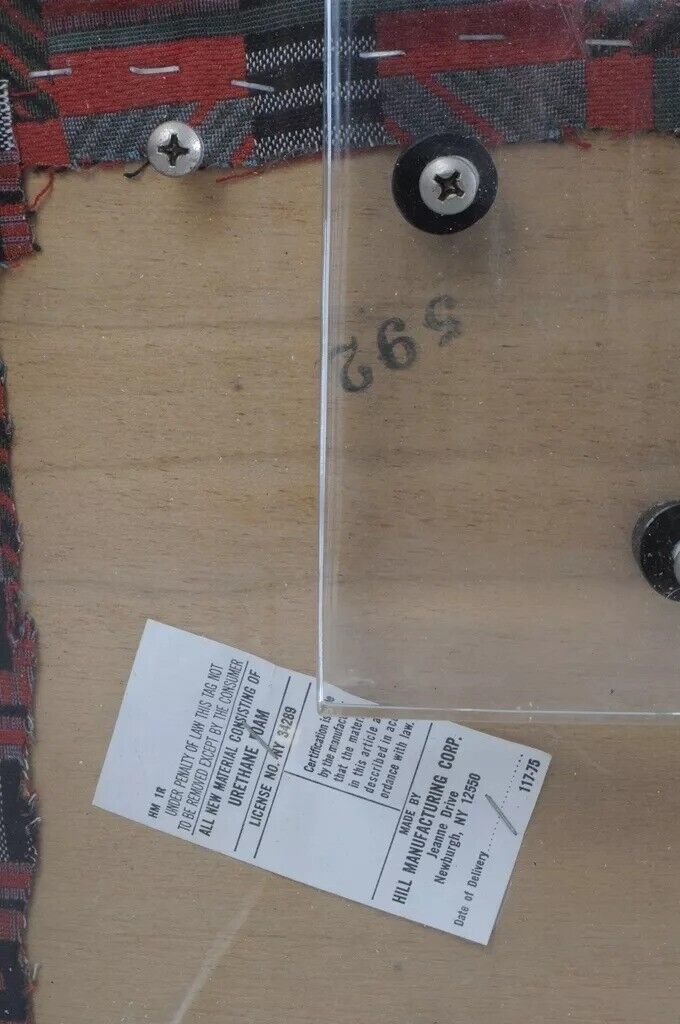 592
HM 1R
UNDER PENALTY OF LAW THIS TAG NOT
TO BE REMOVED EXCEPT BY THE CONSUMER
ALL NEW MATERIAL CONSISTING OF
URETHANE FOAM
LICENSE NO. NY 34289
Certification is
by the manufac
that the mater
in this article a
described in ac
ordance with law.
MADE BY
HILL MANUFACTURING CORP.
Jeanne Drive
Newburgh, NY 12550
Date of Delivery
117-75